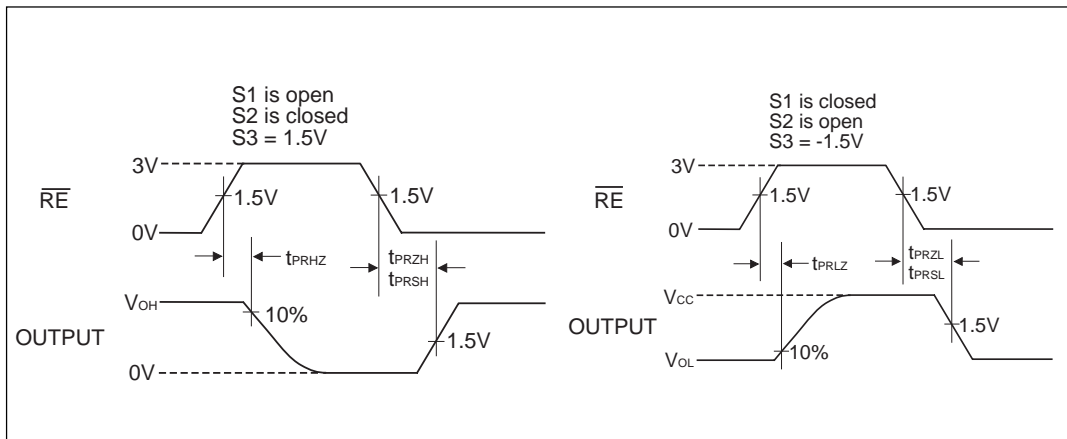 S1 is open
S2 is closed
S3 = 1.5V
3V
RE
1.5V
1.5V
0V
tPRHZ
tPRZH
tPRSH
VOH
10%
OUTPUT
1.5V
0V
S1 is closed
S2 is open
S3 = -1.5V
3V
RE
1.5V
1.5V
0V
tPRLZ
tPRZL
tPRSL
VCC
OUTPUT
1.5V
10%
VOL